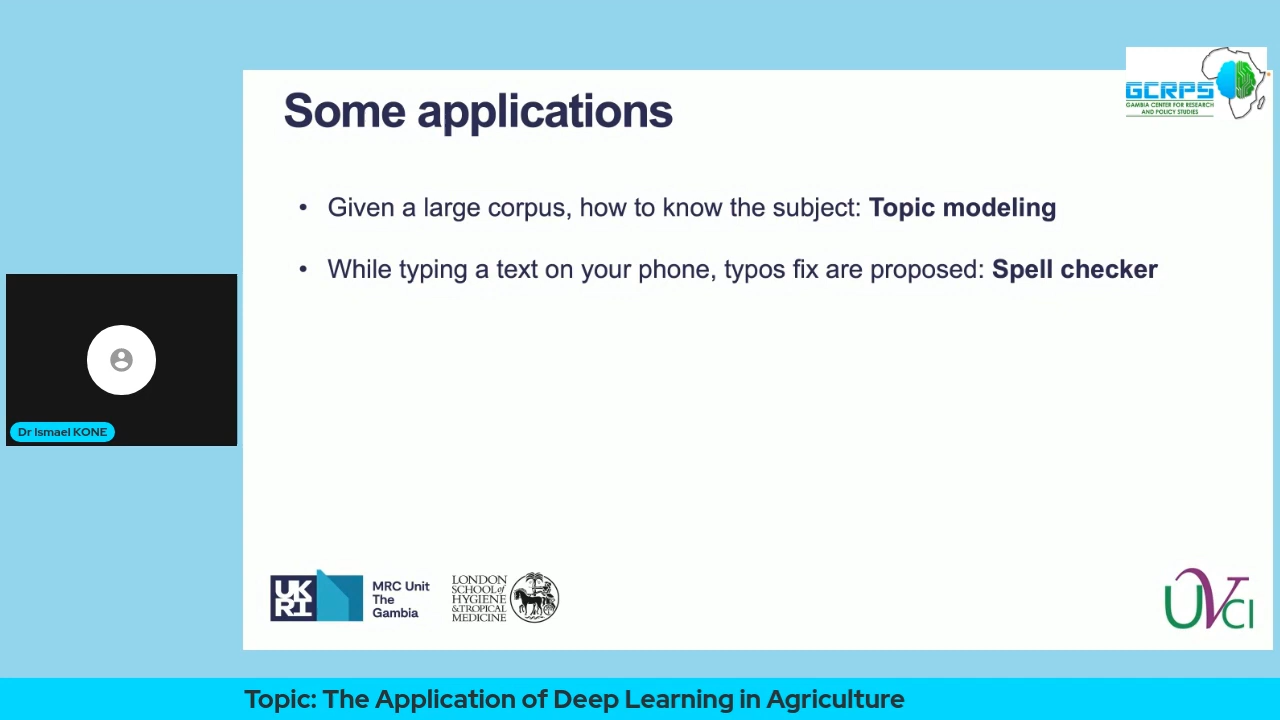 Some applications
GCRPS
GAMBIA CENTER FOR RESEARCH
AND POLICY STUDIES
• Given a large corpus, how to know the subject: Topic modeling
• While typing a text on your phone, typos fix are proposed: Spell checker
Dr Ismael KONE
UK
RI
MRC Unit
The
Gambia
LONDON
SCHOOL of
HYGIENE
& TROPICAL
MEDICINE
UVCI
Topic: The Application of Deep Learning in Agriculture